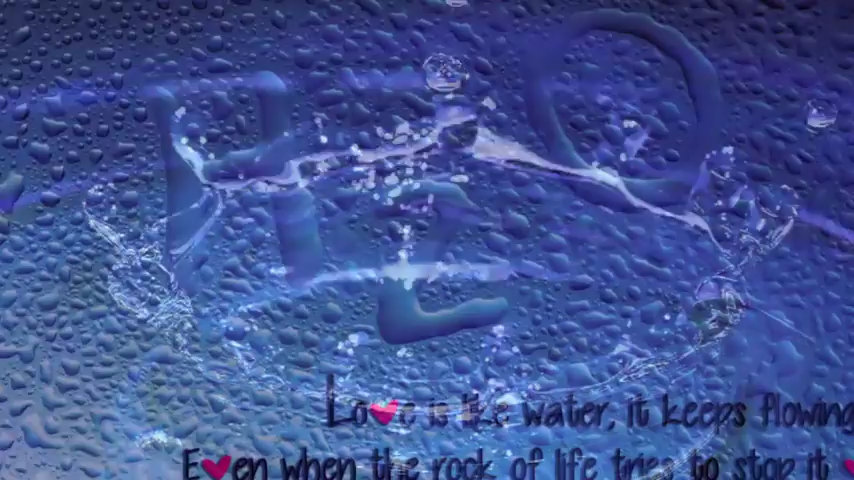 H2O
Lo♥e is like water, it keeps flowing
E♥en when the rock of life tries to stop it ♥